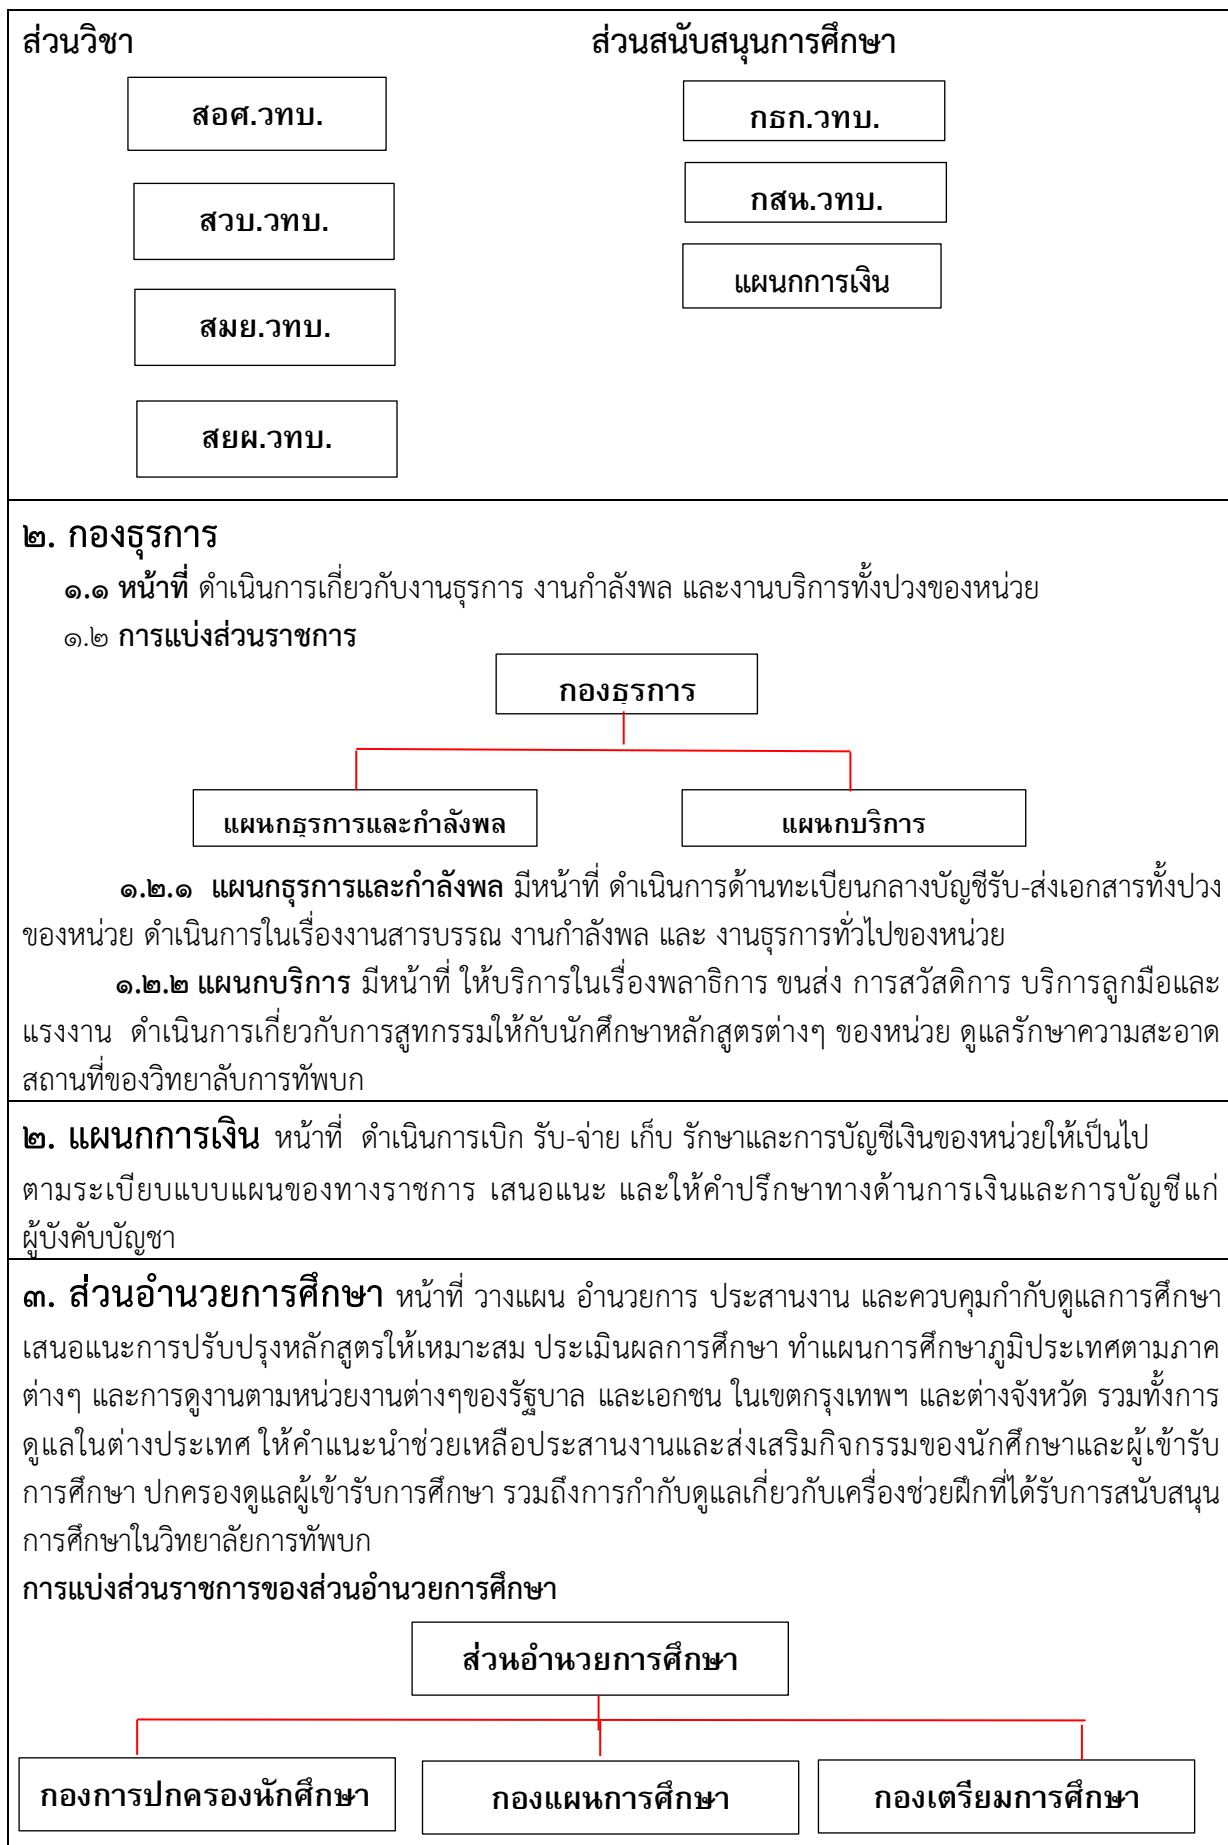 ส่วนวิชา
ส่วนสนับสนุนการศึกษา
สอศ.วทบ.
สวบ.วทบ.
สมย.วทบ.
สยผ.วทบ.
กธก.วทบ.
กสน.วทบ.
แผนกการเงิน
๒. กองธุรการ
๑.๑ หน้าที่ ดำเนินการเกี่ยวกับงานธุรการ งานกำลังพล และงานบริการทั้งปวงของหน่วย
๑.๒ การแบ่งส่วนราชการ
กองธุรการ
แผนกธุรการและกำลังพล
แผนกบริการ
๑.๒.๑ แผนกธุรการและกำลังพล มีหน้าที่ ดำเนินการด้านทะเบียนกลางบัญชีรับ-ส่งเอกสารทั้งปวง
ของหน่วย ดำเนินการในเรื่องงานสารบรรณ งานกำลังพล และ งานธุรการทั่วไปของหน่วย
๑.๒.๒ แผนกบริการ มีหน้าที่ ให้บริการในเรื่องพลาธิการ ขนส่ง การสวัสดิการ บริการลูกมือและ
แรงงาน ดำเนินการเกี่ยวกับการสูทกรรมให้กับนักศึกษาหลักสูตรต่างๆ ของหน่วย ดูแลรักษาความสะอาด
สถานที่ของวิทยาลับการทัพบก
๒. แผนกการเงิน หน้าที่ ดำเนินการเบิก รับ-จ่าย เก็บ รักษาและการบัญชีเงินของหน่วยให้เป็นไป
ตามระเบียบแบบแผนของทางราชการ เสนอแนะ และให้คำปรึกษาทางด้านการเงินและการบัญชีแก่
ผู้บังคับบัญชา
๓. ส่วนอำนวยการศึกษา หน้าที่ วางแผน อำนวยการ ประสานงาน และควบคุมกำกับดูแลการศึกษา
เสนอแนะการปรับปรุงหลักสูตรให้เหมาะสม ประเมินผลการศึกษา ทำแผนการศึกษาภูมิประเทศตามภาค
ต่างๆ และการดูงานตามหน่วยงานต่างๆของรัฐบาล และเอกชน ในเขตกรุงเทพฯ และต่างจังหวัด รวมทั้งการ
ดูแลในต่างประเทศ ให้คำแนะนำช่วยเหลือประสานงานและส่งเสริมกิจกรรมของนักศึกษาและผู้เข้ารับ
การศึกษา ปกครองดูแลผู้เข้ารับการศึกษา รวมถึงการกำกับดูแลเกี่ยวกับเครื่องช่วยฝึกที่ได้รับการสนับสนุน
การศึกษาในวิทยาลัยการทัพบก
การแบ่งส่วนราชการของส่วนอำนวยการศึกษา
ส่วนอำนวยการศึกษา
กองการปกครองนักศึกษา
กองแผนการศึกษา
กองเตรียมการศึกษา